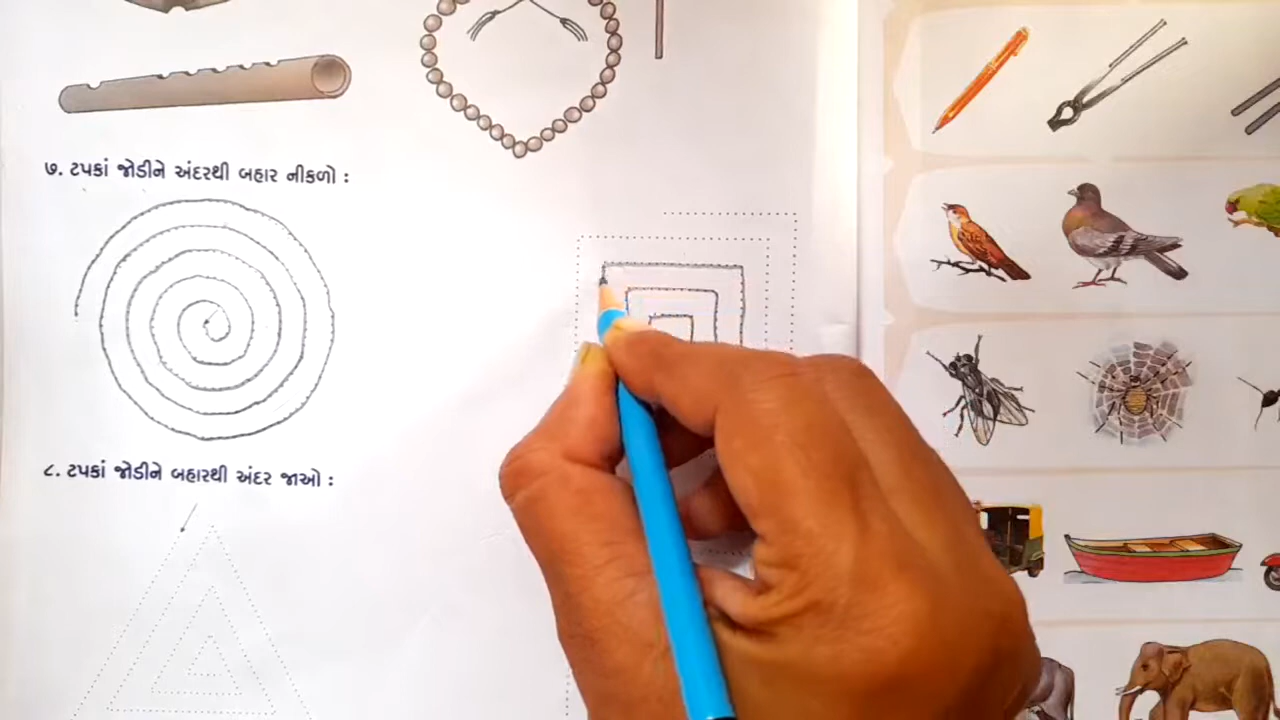 ૭. ટપકાં જોડીને અંદરથી બહાર નીકળો :
૮. ટપકાં જોડીને બહારથી અંદર જાઓ :